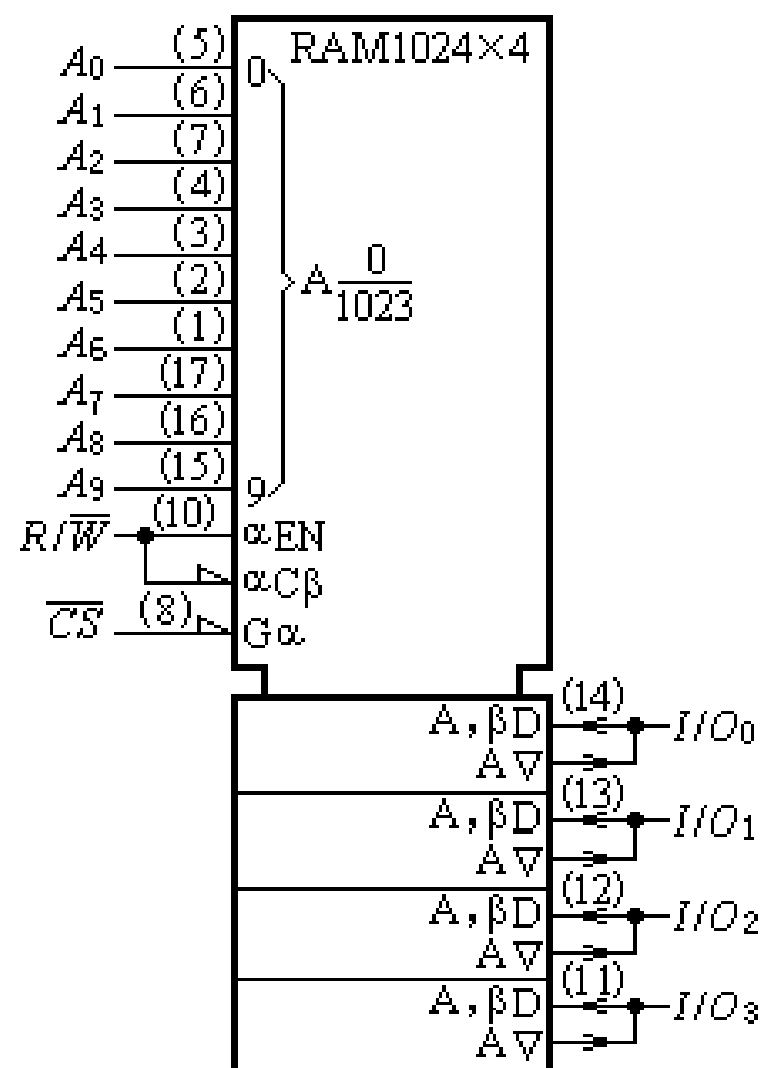 RAM1024×4
A0 (5) 0
A1 (6)
A2 (7)
A3 (4)
A4 (3)
A 0/1023
A5 (2)
A6 (1)
A7 (17)
A8 (16)
A9 (15) 9
R/W̅ (10) αEN
αCβ
C̅S̅ (8) Gα
A,βD (14) I/O0
A▽
A,βD (13) I/O1
A▽
A,βD (12) I/O2
A▽
A,βD (11) I/O3
A▽